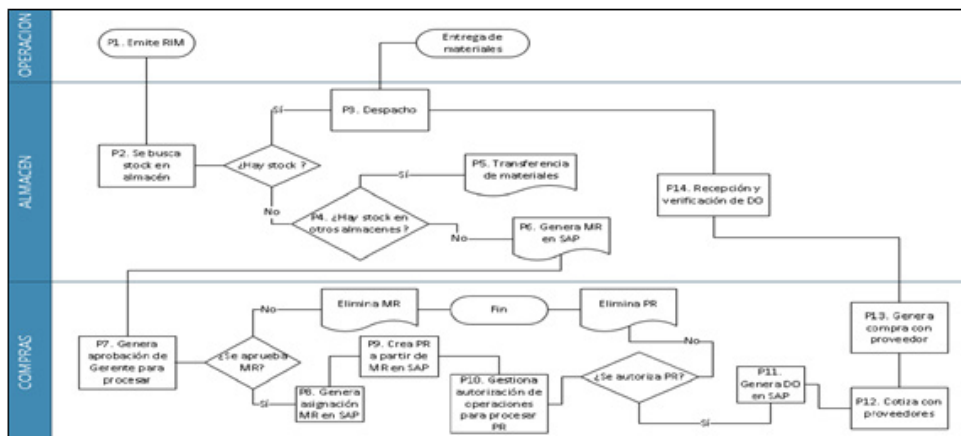 OPERACION
P1. Emite RIM
Entrega de
materiales
ALMACEN
P2. Se busca
stock en
almacén
¿Hay stock ?
Sí
P3. Despacho
No
P4. ¿Hay stock en
otros almacenes ?
Sí
P5. Transferencia
de materiales
No
P6. Genera MR
en SAP
P14. Recepción y
verificación de DO
COMPRAS
P7. Genera
aprobación de
Gerente para
procesar
¿Se aprueba
MR?
No
Elimina MR
Fin
Elimina PR
Sí
P8. Genera
asignación
MR en SAP
P9. Crea PR
a partir de
MR en SAP
P10. Gestiona
autorización de
operaciones
para procesar
PR
¿Se autoriza PR?
No
Sí
P11.
Genera DO
en SAP
P12. Cotiza con
proveedores
P13. Genera
compra con
proveedor